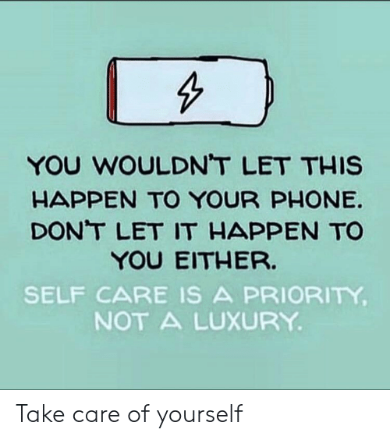 YOU WOULDN'T LET THIS
HAPPEN TO YOUR PHONE.
DON'T LET IT HAPPEN TO
YOU EITHER.
SELF CARE IS A PRIORITY,
NOT A LUXURY.
Take care of yourself